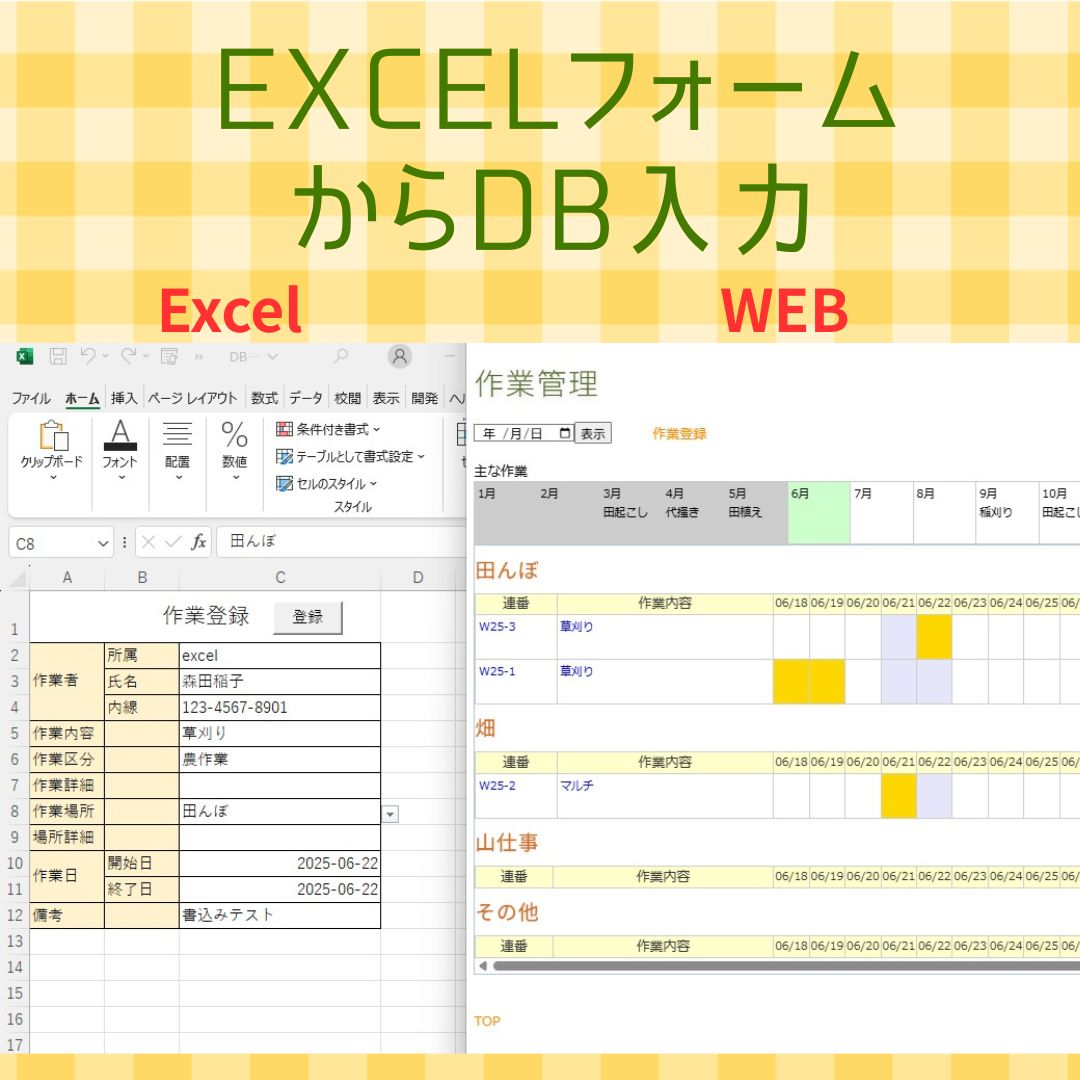 EXCELフォーム
からDB入力
Excel
WEB
DB…
ファイル ホーム 挿入 ページ レイアウト 数式 データ 校閲 表示 開発
クリップボード
フォント
配置
%
数値
条件付き書式
テーブルとして書式設定
セルのスタイル
スタイル
C8 fx 田んぼ
A B C D
1 作業登録 登録
2 作業者 所属 excel
3 氏名 森田稲子
4 内線 123-4567-8901
5 作業内容 草刈り
6 作業区分 農作業
7 作業詳細
8 作業場所 田んぼ
9 場所詳細
10 作業日 開始日 2025-06-22
11 終了日 2025-06-22
12 備考 書込みテスト
13
14
15
16
17
作業管理
年 /月/日 表示 作業登録
主な作業
1月 2月 3月 4月 5月 6月 7月 8月 9月 10月
田起こし 代掻き 田植え 稲刈り 田起こし
田んぼ
連番 作業内容 06/18 06/19 06/20 06/21 06/22 06/23 06/24 06/25 06/
W25-3 草刈り
W25-1 草刈り
畑
連番 作業内容 06/18 06/19 06/20 06/21 06/22 06/23 06/24 06/25 06/
W25-2 マルチ
山仕事
連番 作業内容 06/18 06/19 06/20 06/21 06/22 06/23 06/24 06/25 06/
その他
連番 作業内容 06/18 06/19 06/20 06/21 06/22 06/23 06/24 06/25 06/
TOP